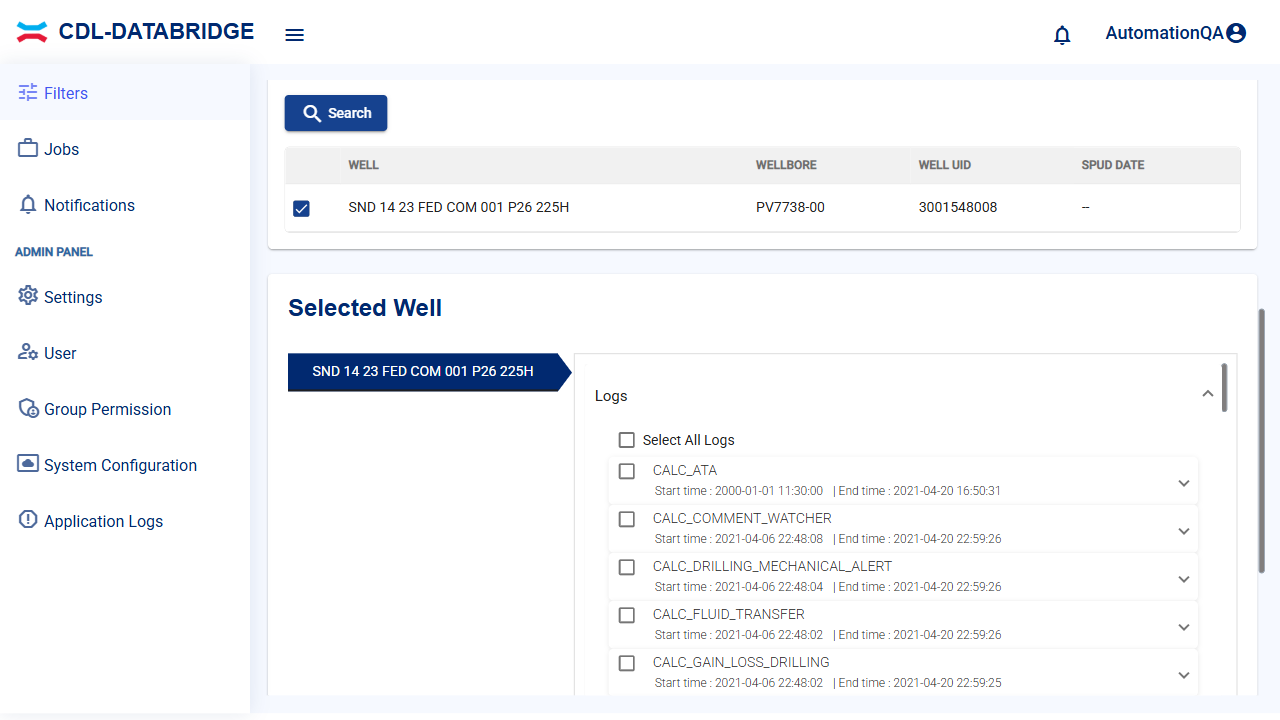 CDL-DATABRIDGE
AutomationQA
Filters
Jobs
Notifications
ADMIN PANEL
Settings
User
Group Permission
System Configuration
Application Logs
Search
WELL WELLBORE WELL UID SPUD DATE
SND 14 23 FED COM 001 P26 225H PV7738-00 3001548008 --
Selected Well
SND 14 23 FED COM 001 P26 225H
Logs
Select All Logs
CALC_ATA
Start time : 2000-01-01 11:30:00 | End time : 2021-04-20 16:50:31
CALC_COMMENT_WATCHER
Start time : 2021-04-06 22:48:08 | End time : 2021-04-20 22:59:26
CALC_DRILLING_MECHANICAL_ALERT
Start time : 2021-04-06 22:48:04 | End time : 2021-04-20 22:59:26
CALC_FLUID_TRANSFER
Start time : 2021-04-06 22:48:02 | End time : 2021-04-20 22:59:26
CALC_GAIN_LOSS_DRILLING
Start time : 2021-04-06 22:48:02 | End time : 2021-04-20 22:59:25